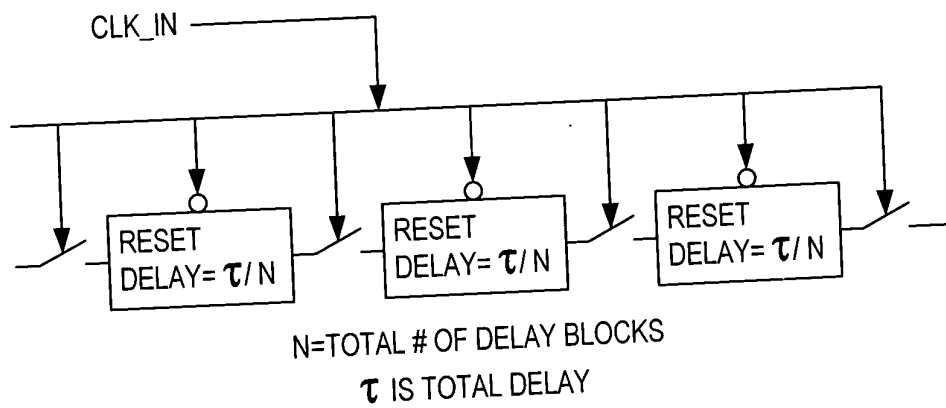 CLK_IN
RESET
DELAY= τ/N
RESET
DELAY= τ/N
RESET
DELAY= τ/N
N=TOTAL # OF DELAY BLOCKS
τ IS TOTAL DELAY